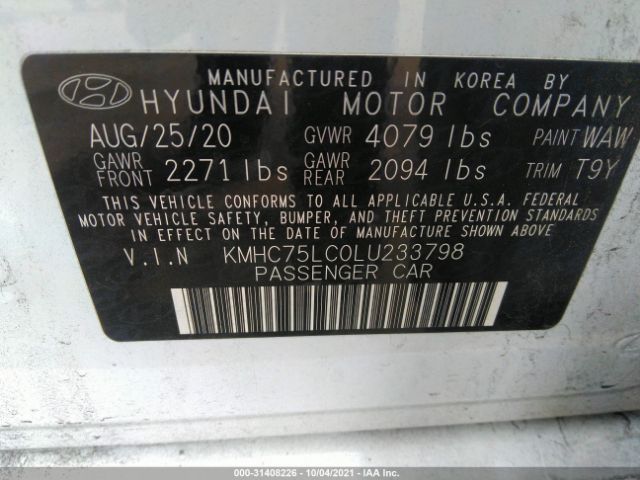 MANUFACTURED IN KOREA BY
HYUNDAI MOTOR COMPANY
AUG/25/20 GVWR 4079 lbs PAINT WAW
GAWR FRONT 2271 lbs GAWR REAR 2094 lbs TRIM T9Y
THIS VEHICLE CONFORMS TO ALL APPLICABLE U.S.A. FEDERAL
MOTOR VEHICLE SAFETY, BUMPER, AND THEFT PREVENTION
STANDARDS IN EFFECT ON THE DATE OF MANUFACTURE SHOWN ABOVE.
V.I.N KMHC75LC0LU233798
PASSENGER CAR
000-31408226 - 10/04/2021 - IAA Inc.